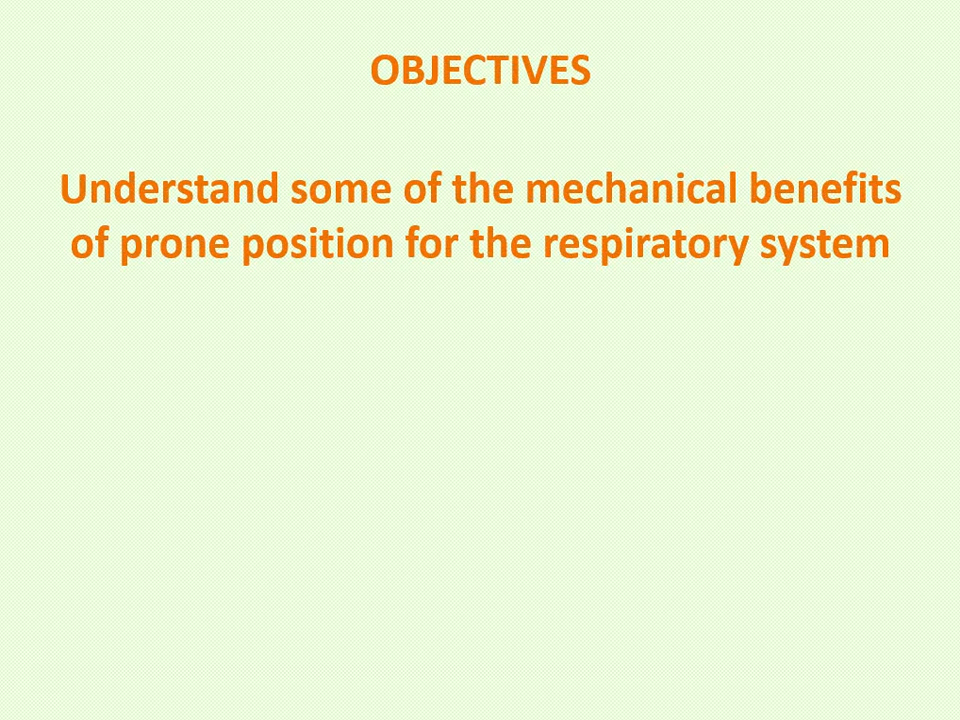 OBJECTIVES
Understand some of the mechanical benefits
of prone position for the respiratory system